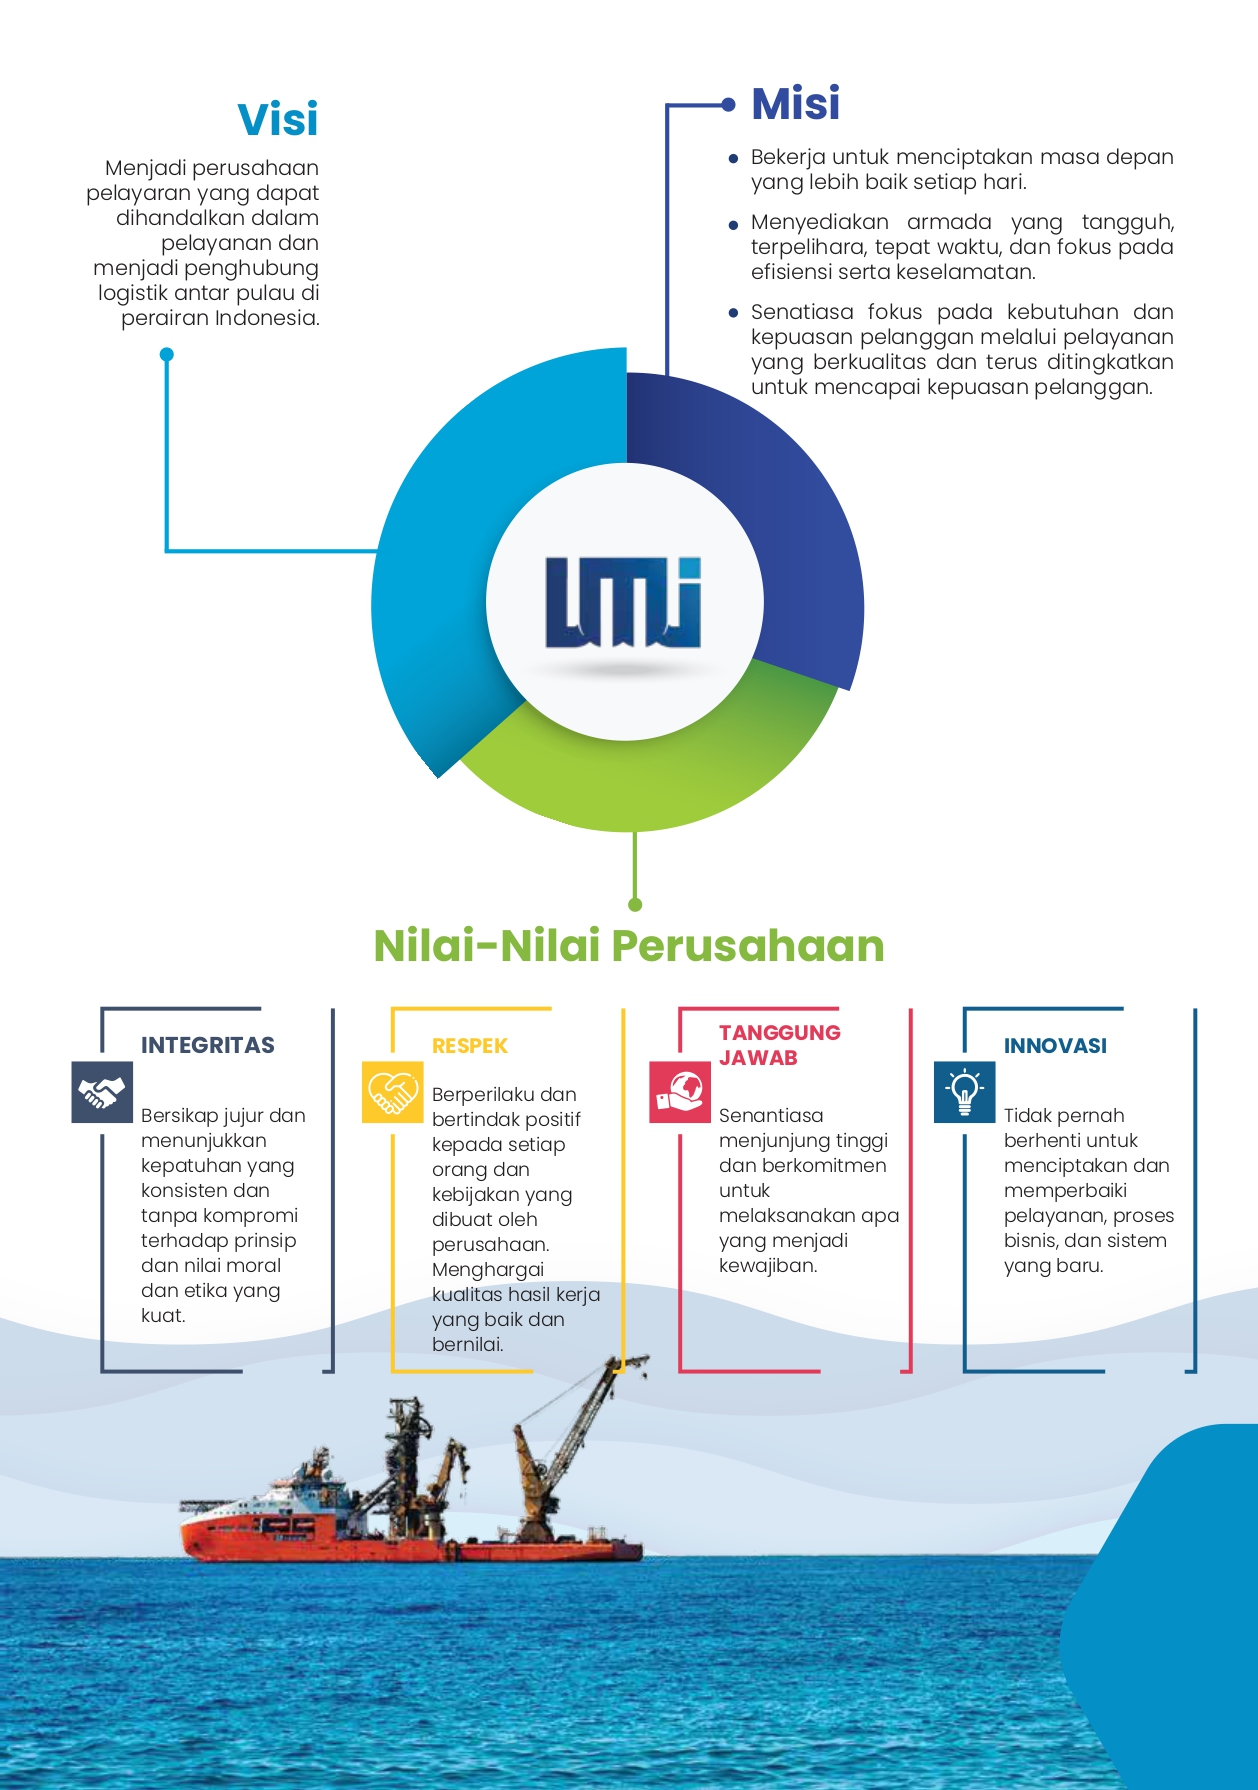 Visi
Menjadi perusahaan
pelayaran yang dapat
dihandalkan dalam
pelayanan dan
menjadi penghubung
logistik antar pulau di
perairan Indonesia.
Misi
Bekerja untuk menciptakan masa depan
yang lebih baik setiap hari.
Menyediakan armada yang tangguh,
terpelihara, tepat waktu, dan fokus pada
efisiensi serta keselamatan.
Senatiasa fokus pada kebutuhan dan
kepuasan pelanggan melalui pelayanan
yang berkualitas dan terus ditingkatkan
untuk mencapai kepuasan pelanggan.
UMi
Nilai-Nilai Perusahaan
INTEGRITAS
Bersikap jujur dan
menunjukkan
kepatuhan yang
konsisten dan
tanpa kompromi
terhadap prinsip
dan nilai moral
dan etika yang
kuat.
RESPEK
Berperilaku dan
bertindak positif
kepada setiap
orang dan
kebijakan yang
dibuat oleh
perusahaan.
Menghargai
kualitas hasil kerja
yang baik dan
bernilai.
TANGGUNG
JAWAB
Senantiasa
menjunjung tinggi
dan berkomitmen
untuk
melaksanakan apa
yang menjadi
kewajiban.
INNOVASI
Tidak pernah
berhenti untuk
menciptakan dan
memperbaiki
pelayanan, proses
bisnis, dan sistem
yang baru.